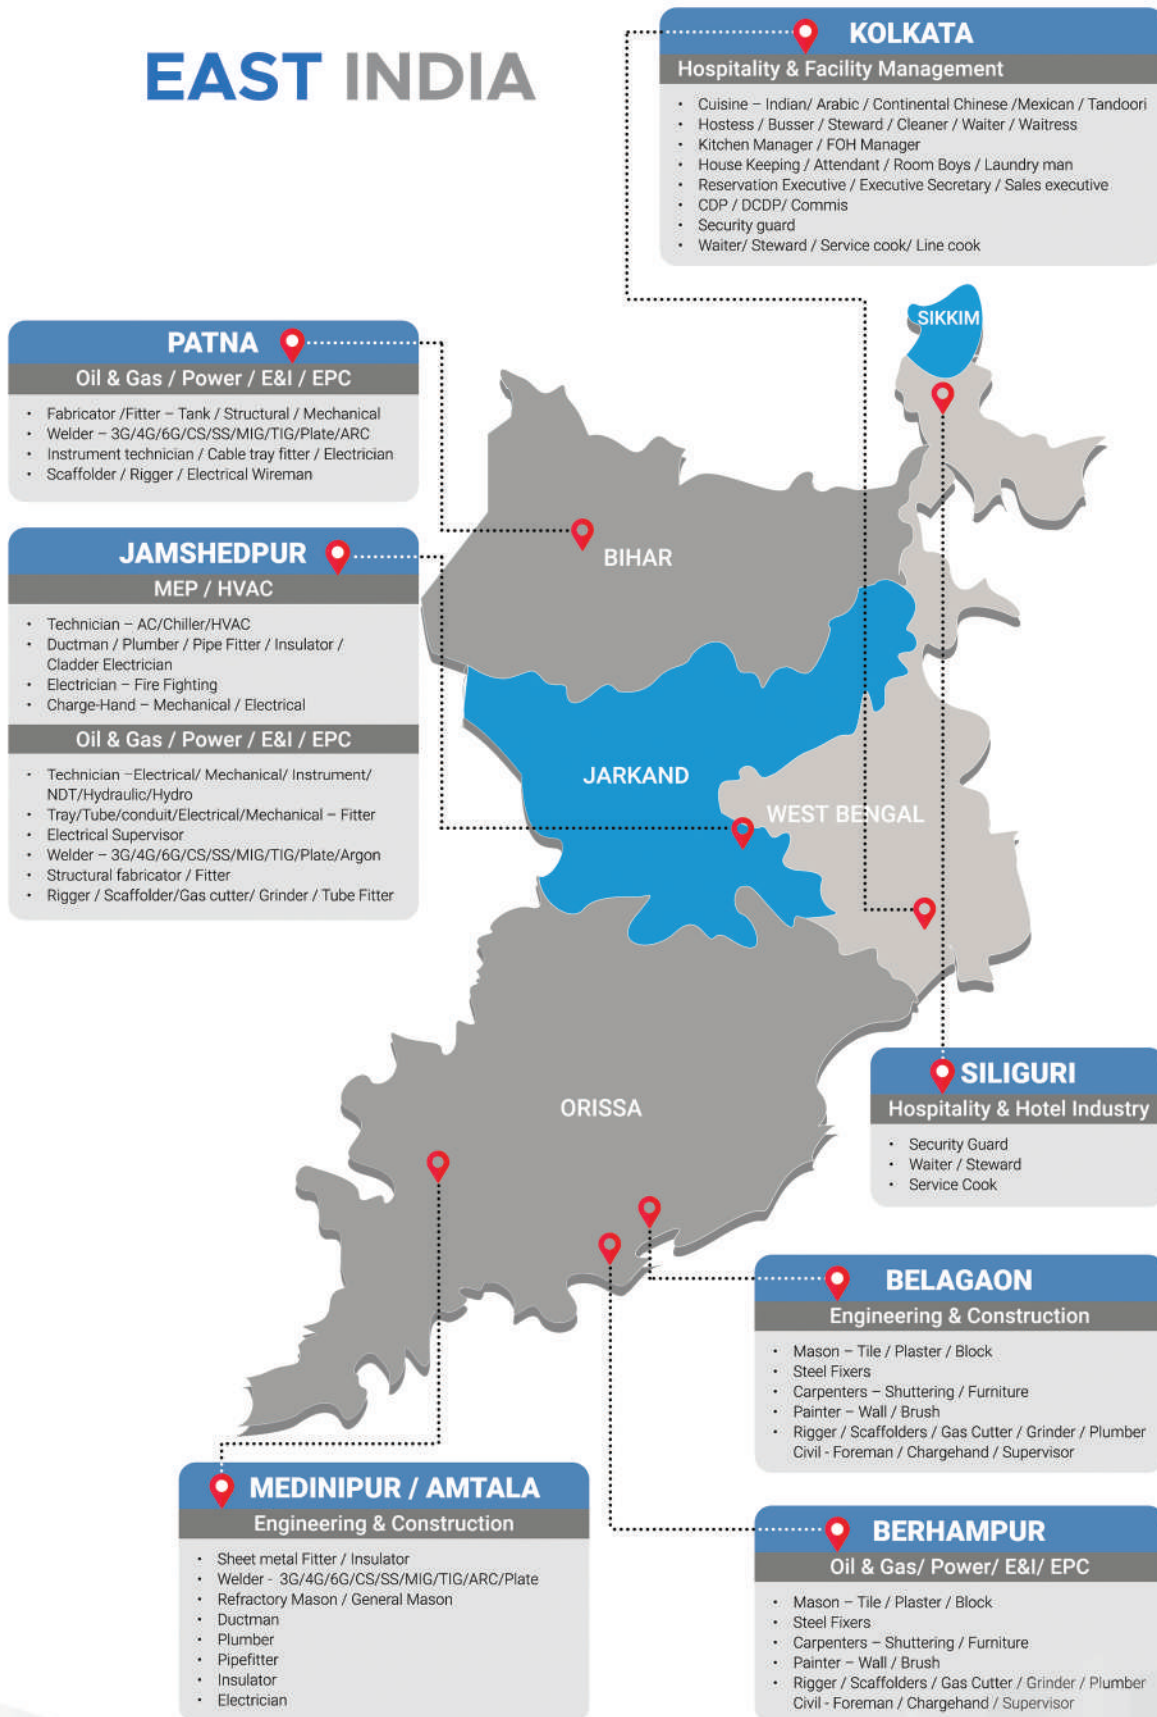 EAST INDIA
KOLKATA
Hospitality & Facility Management
• Cuisine – Indian/ Arabic / Continental Chinese /Mexican / Tandoori
• Hostess / Busser / Steward / Cleaner / Waiter / Waitress
• Kitchen Manager / FOH Manager
• House Keeping / Attendant / Room Boys / Laundry man
• Reservation Executive / Executive Secretary / Sales executive
• CDP / DCDP/ Commis
• Security guard
• Waiter/ Steward / Service cook/ Line cook
SIKKIM
PATNA
Oil & Gas / Power / E&I / EPC
• Fabricator /Fitter – Tank / Structural / Mechanical
• Welder – 3G/4G/6G/CS/SS/MIG/TIG/Plate/ARC
• Instrument technician / Cable tray fitter / Electrician
• Scaffolder / Rigger / Electrical Wireman
JAMSHEDPUR
MEP / HVAC
• Technician – AC/Chiller/HVAC
• Ductman / Plumber / Pipe Fitter / Insulator /
Cladder Electrician
• Electrician – Fire Fighting
• Charge-Hand – Mechanical / Electrical
Oil & Gas / Power / E&I / EPC
• Technician –Electrical/ Mechanical/ Instrument/
NDT/Hydraulic/Hydro
• Tray/Tube/conduit/Electrical/Mechanical – Fitter
• Electrical Supervisor
• Welder – 3G/4G/6G/CS/SS/MIG/TIG/Plate/Argon
• Structural fabricator / Fitter
• Rigger / Scaffolder/Gas cutter/ Grinder / Tube Fitter
BIHAR
JARKAND
WEST BENGAL
ORISSA
SILIGURI
Hospitality & Hotel Industry
• Security Guard
• Waiter / Steward
• Service Cook
BELAGAON
Engineering & Construction
• Mason – Tile / Plaster / Block
• Steel Fixers
• Carpenters – Shuttering / Furniture
• Painter – Wall / Brush
• Rigger / Scaffolders / Gas Cutter / Grinder / Plumber
Civil - Foreman / Chargehand / Supervisor
MEDINIPUR / AMTALA
Engineering & Construction
• Sheet metal Fitter / Insulator
• Welder - 3G/4G/6G/CS/SS/MIG/TIG/ARC/Plate
• Refractory Mason / General Mason
• Ductman
• Plumber
• Pipefitter
• Insulator
• Electrician
BERHAMPUR
Oil & Gas/ Power/ E&I/ EPC
• Mason – Tile / Plaster / Block
• Steel Fixers
• Carpenters – Shuttering / Furniture
• Painter – Wall / Brush
• Rigger / Scaffolders / Gas Cutter / Grinder / Plumber
Civil - Foreman / Chargehand / Supervisor